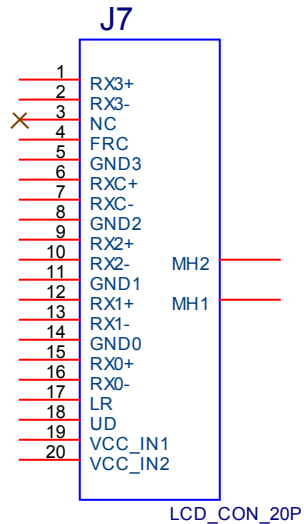 J7
1 RX3+
2 RX3-
3 NC
4 FRC
5 GND3
6 RXC+
7 RXC-
8 GND2
9 RX2+
10 RX2- MH2
11 GND1
12 RX1+ MH1
13 RX1-
14 GND0
15 RX0+
16 RX0-
17 LR
18 UD
19 VCC_IN1
20 VCC_IN2
LCD_CON_20P